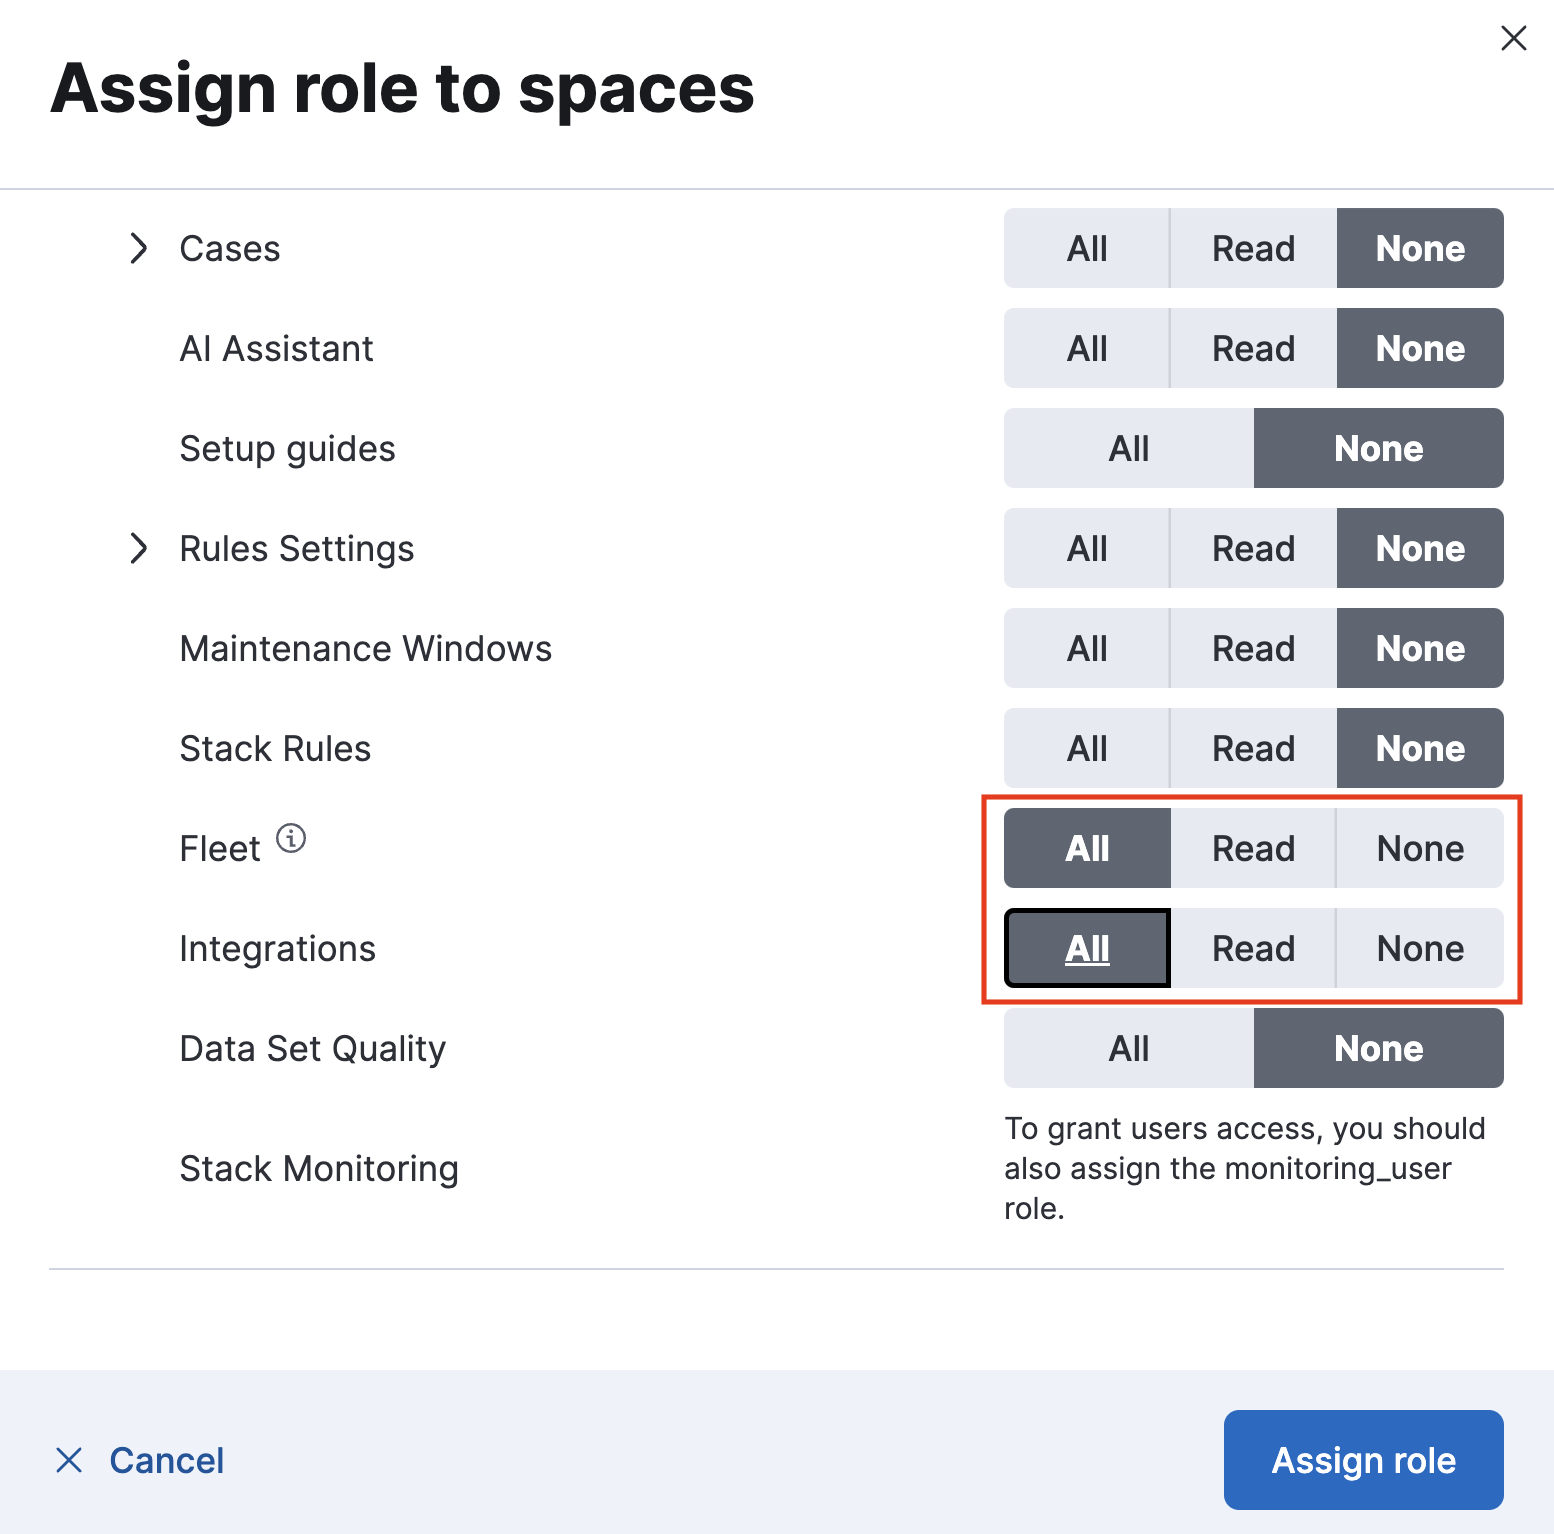 Assign role to spaces
Cases All Read None
AI Assistant All Read None
Setup guides All None
Rules Settings All Read None
Maintenance Windows All Read None
Stack Rules All Read None
Fleet All Read None
Integrations All Read None
Data Set Quality All None
Stack Monitoring
To grant users access, you should
also assign the monitoring_user
role.
Cancel Assign role